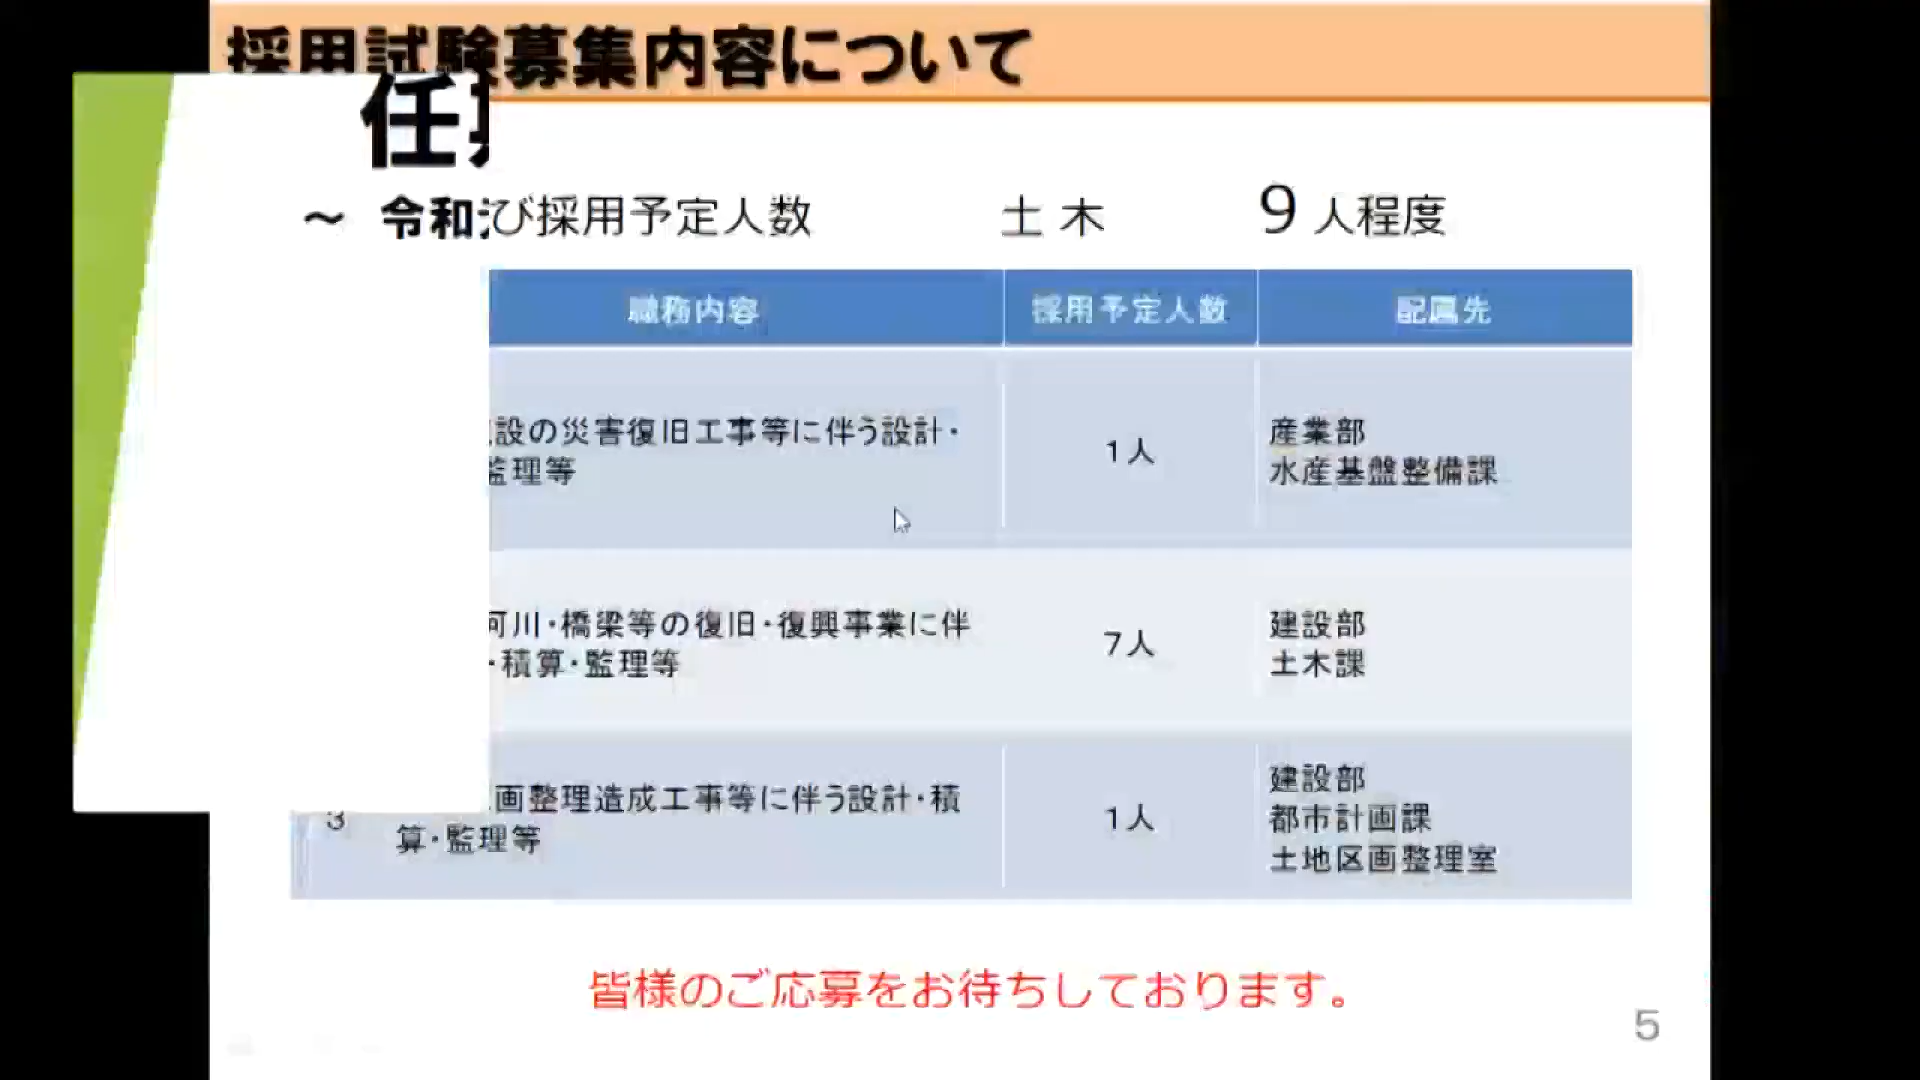 採用試験募集内容について
任
～ 令和
び採用予定人数 土木 9人程度
職務内容 採用予定人数 配属先
設の災害復旧工事等に伴う設計・
監理等
1人
産業部
水産基盤整備課
河川・橋梁等の復旧・復興事業に伴
・積算・監理等
7人
建設部
土木課
3
画整理造成工事等に伴う設計・積
算・監理等
1人
建設部
都市計画課
土地区画整理室
皆様のご応募をお待ちしております。
5